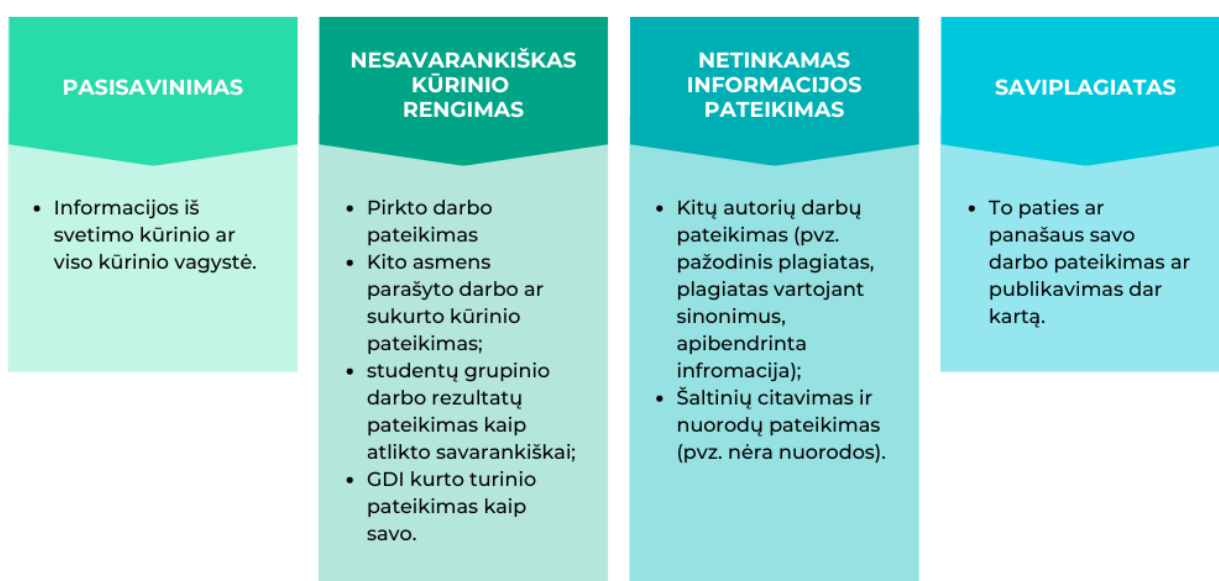 PASISAVINIMAS
• Informacijos iš
svetimo kūrinio ar
viso kūrinio vagystė.
NESAVARANKIŠKAS
KŪRINIO
RENGIMAS
• Pirkto darbo
pateikimas
• Kito asmens
parašyto darbo ar
sukurto kūrinio
pateikimas;
• studentų grupinio
darbo rezultatų
pateikimas kaip
atlikto savarankiškai;
• GDI kurto turinio
pateikimas kaip
savo.
NETINKAMAS
INFORMACIJOS
PATEIKIMAS
• Kitų autorių darbų
pateikimas (pvz.
pažodinis plagiatas,
plagiatas vartojant
sinonimus,
apibendrinta
infromacija);
• Šaltinių citavimas ir
nuorodų pateikimas
(pvz. nėra nuorodos).
SAVIPLAGIATAS
• To paties ar
panašaus savo
darbo pateikimas ar
publikavimas dar
kartą.